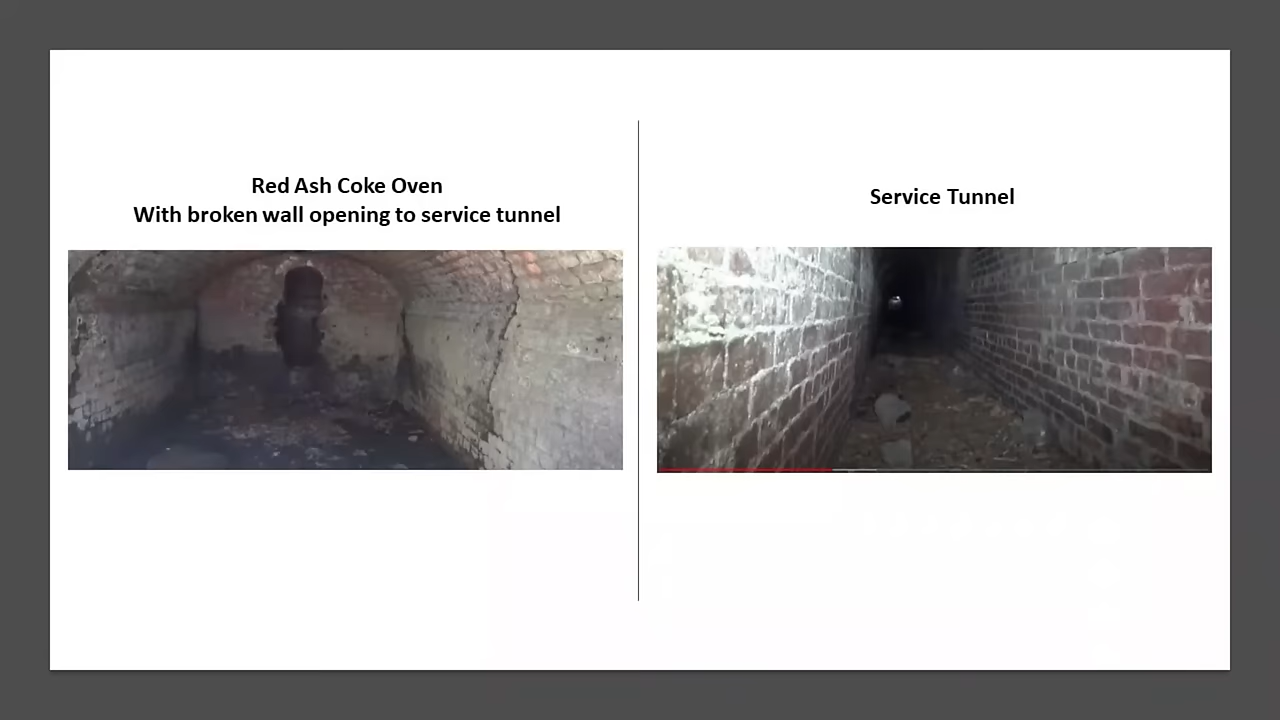 Red Ash Coke Oven
With broken wall opening to service tunnel
Service Tunnel